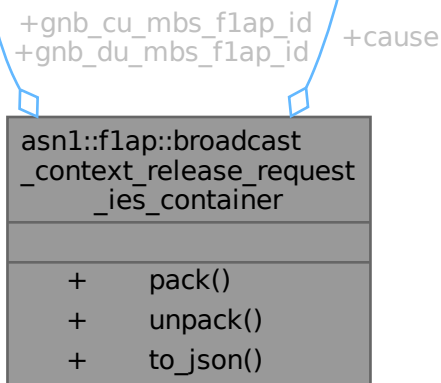 +gnb_cu_mbs_f1ap_id
+gnb_du_mbs_f1ap_id
+cause
asn1::f1ap::broadcast
_context_release_request
_ies_container
+ pack()
+ unpack()
+ to_json()